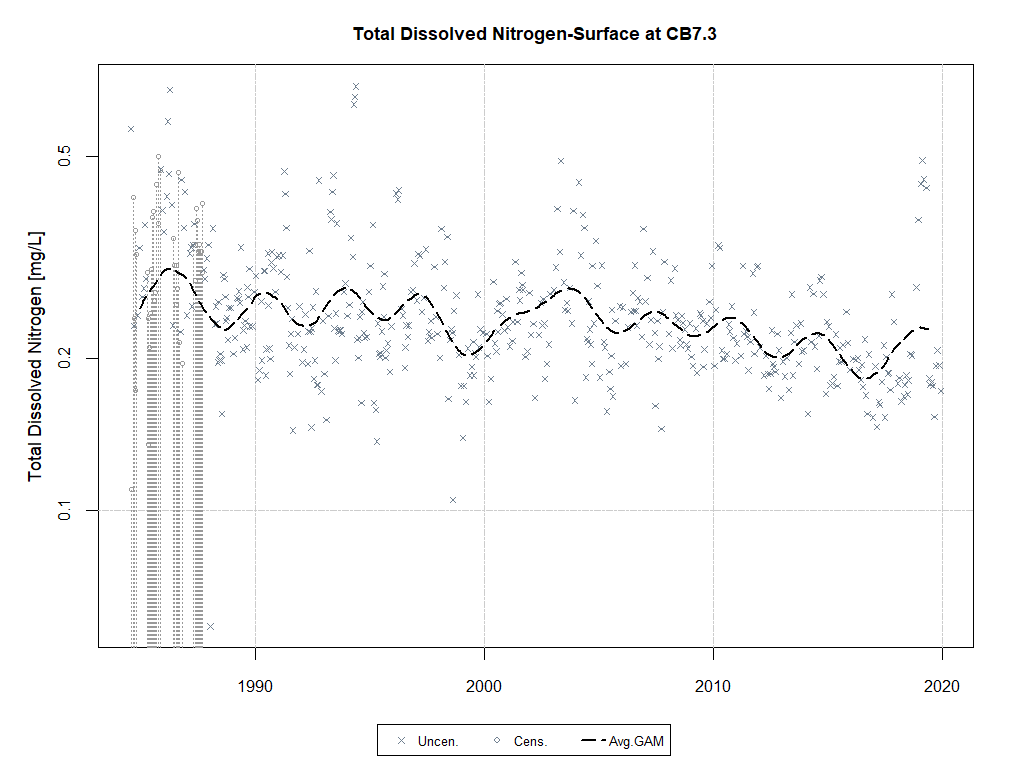 Total Dissolved Nitrogen-Surface at CB7.3
Total Dissolved Nitrogen [mg/L]
0.5
0.2
0.1
1990 2000 2010 2020
Uncen. Cens. Avg.GAM